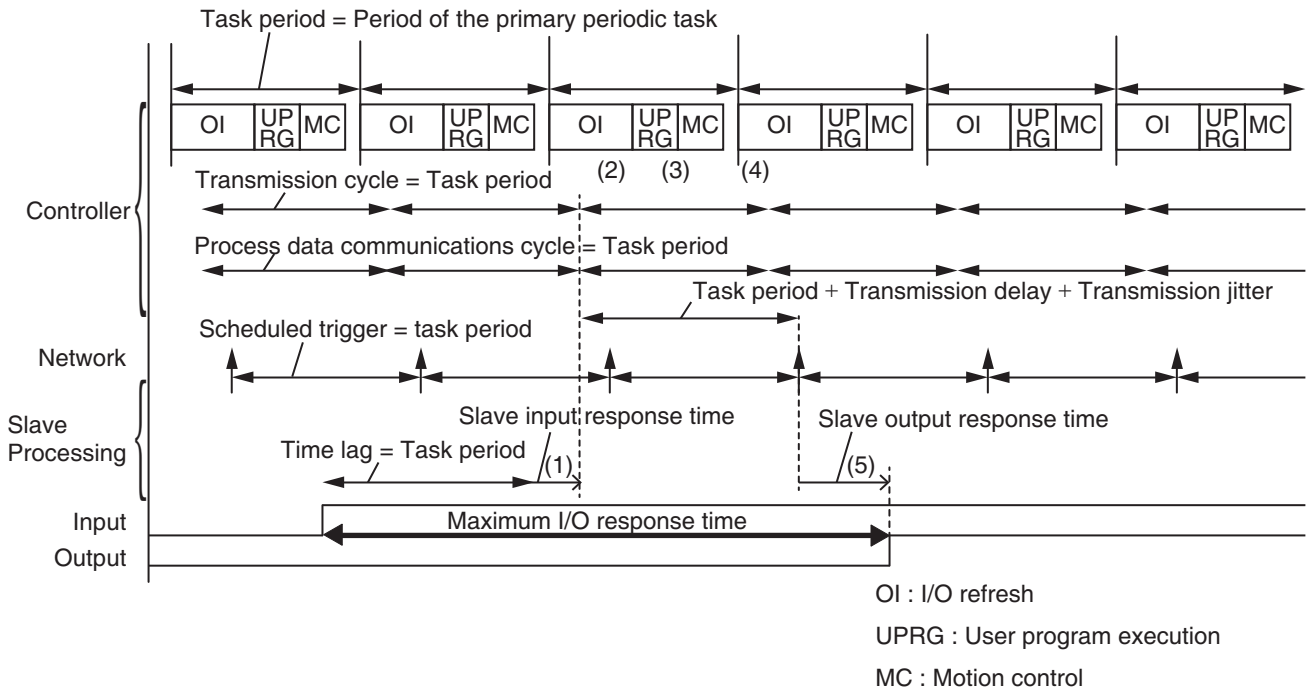 Task period = Period of the primary periodic task
OI UP RG MC OI UP RG MC OI UP RG MC OI UP RG MC OI UP RG MC OI UP RG MC
(2) (3) (4)
Transmission cycle = Task period
Controller
Process data communications cycle = Task period
Task period + Transmission delay + Transmission jitter
Scheduled trigger = task period
Network
Slave Processing
Slave input response time
Slave output response time
Time lag = Task period
(1)
(5)
Input
Maximum I/O response time
Output
OI : I/O refresh
UPRG : User program execution
MC : Motion control